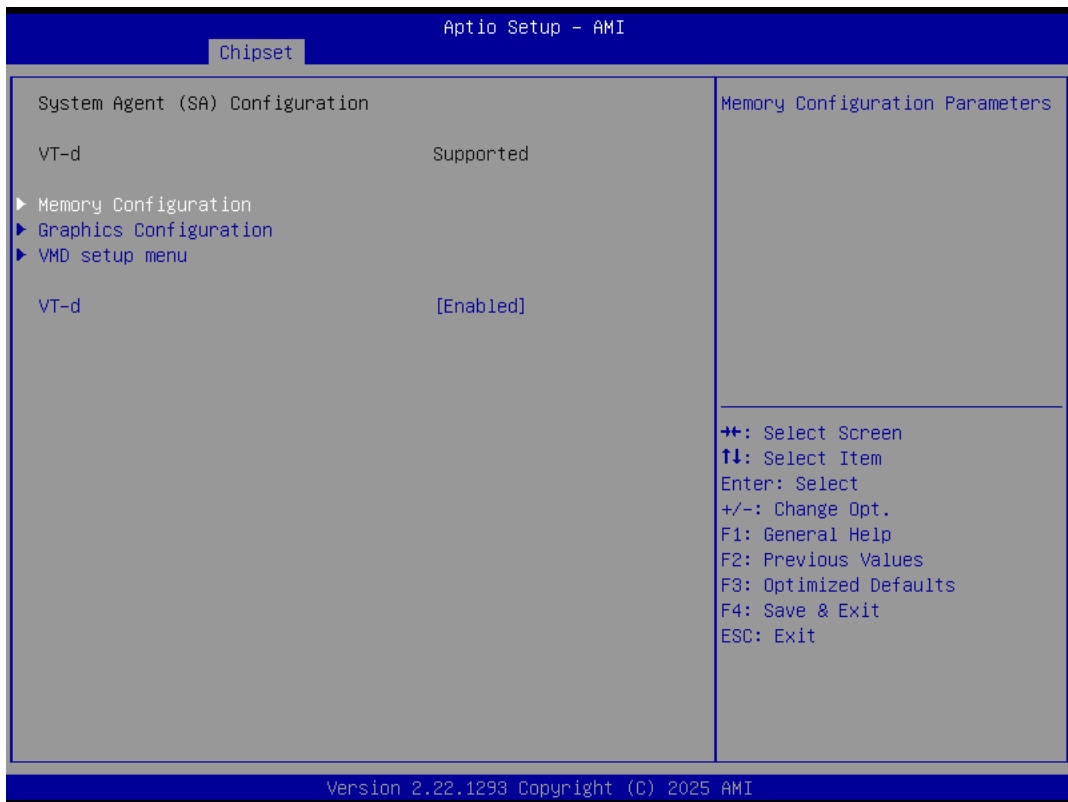 Aptio Setup – AMI
Chipset
System Agent (SA) Configuration
VT-d Supported
▶ Memory Configuration
▶ Graphics Configuration
▶ VMD setup menu
VT-d [Enabled]
Memory Configuration Parameters
→←: Select Screen
↑↓: Select Item
Enter: Select
+/-: Change Opt.
F1: General Help
F2: Previous Values
F3: Optimized Defaults
F4: Save & Exit
ESC: Exit
Version 2.22.1293 Copyright (C) 2025 AMI